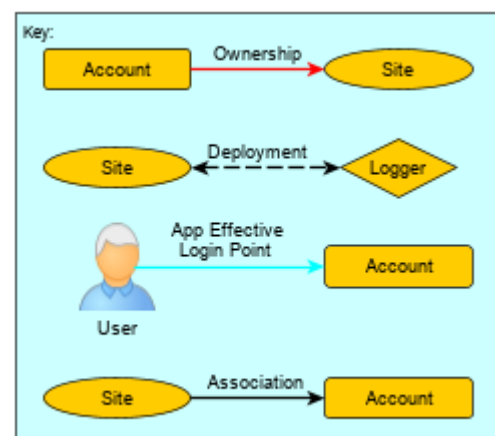 Key:
Ownership
Account
Site
Deployment
Site
Logger
App Effective
Login Point
Account
User
Association
Site
Account